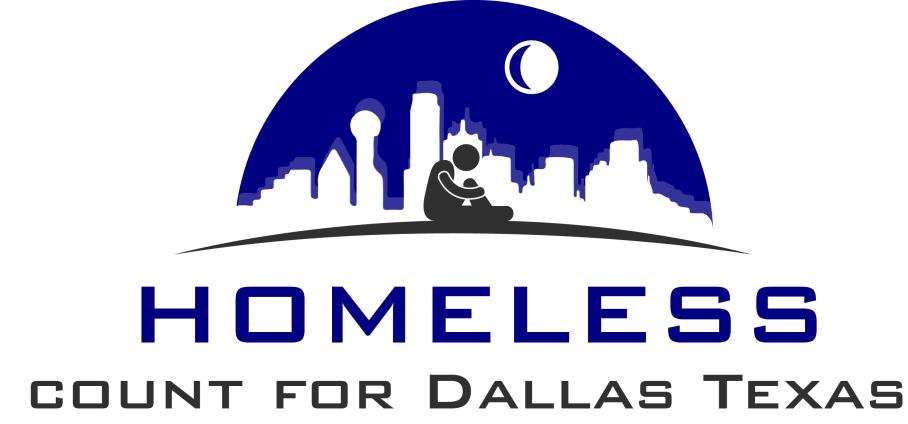 HOMELESS
COUNT FOR DALLAS TEXAS